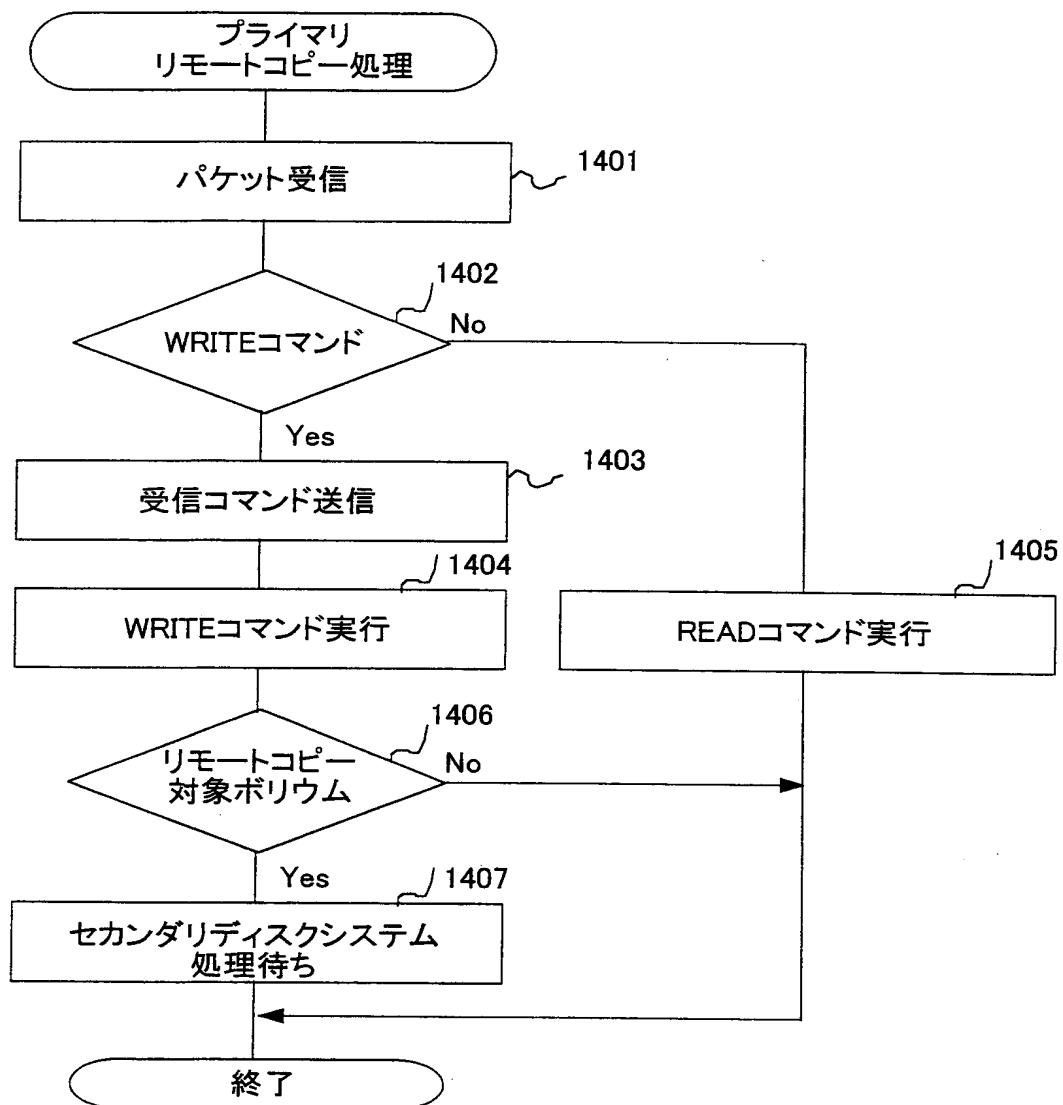 プライマリ
リモートコピー処理
パケット受信
1401
1402
WRITEコマンド
No
Yes
1403
受信コマンド送信
1404
WRITEコマンド実行
1405
READコマンド実行
1406
リモートコピー
対象ボリウム
No
Yes
1407
セカンダリディスクシステム
処理待ち
終了